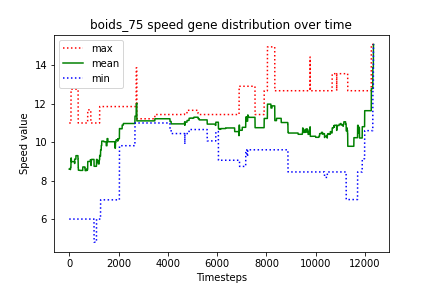 boids_75 speed gene distribution over time
max
mean
min
Speed value
14
12
10
8
6
0
2000
4000
6000
8000
10000
12000
Timesteps